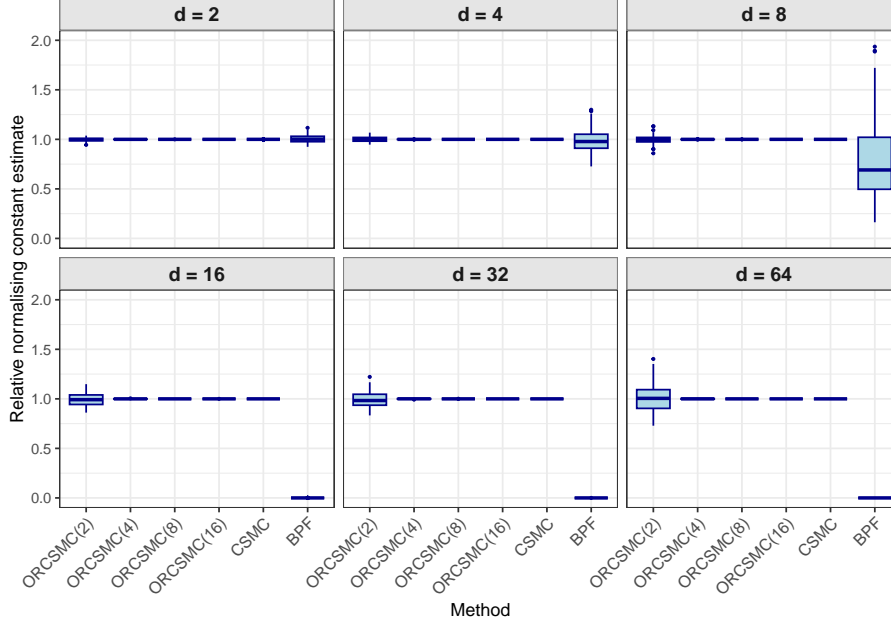 d = 2
d = 4
d = 8
2.0
1.5
1.0
0.5
0.0
d = 16
d = 32
d = 64
2.0
1.5
1.0
0.5
0.0
Relative normalising constant estimate
ORCSMC(2)
ORCSMC(4)
ORCSMC(8)
ORCSMC(16)
CSMC
BPF
ORCSMC(2)
ORCSMC(4)
ORCSMC(8)
ORCSMC(16)
CSMC
BPF
ORCSMC(2)
ORCSMC(4)
ORCSMC(8)
ORCSMC(16)
CSMC
BPF
Method